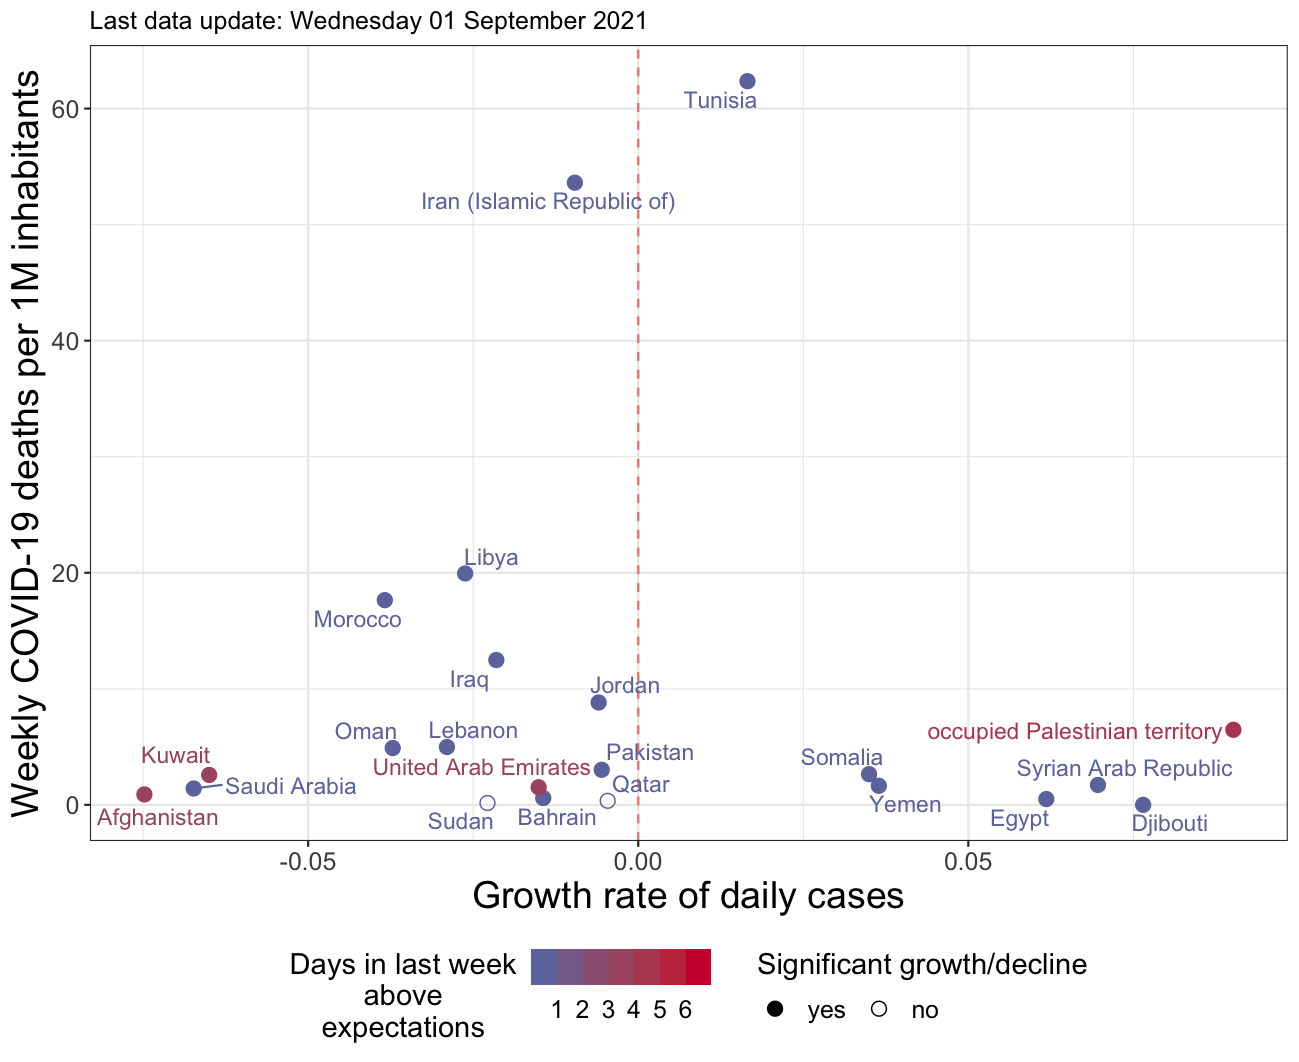 Last data update: Wednesday 01 September 2021
Weekly COVID-19 deaths per 1M inhabitants
60
40
20
0
Tunisia
Iran (Islamic Republic of)
Libya
Morocco
Iraq
Jordan
Oman
Lebanon
occupied Palestinian territory
Kuwait
Pakistan
Somalia
United Arab Emirates
Syrian Arab Republic
Saudi Arabia
Qatar
Yemen
Afghanistan
Sudan
Bahrain
Egypt
Djibouti
-0.05
0.00
0.05
Growth rate of daily cases
Days in last week
above
expectations
1 2 3 4 5 6
Significant growth/decline
yes no